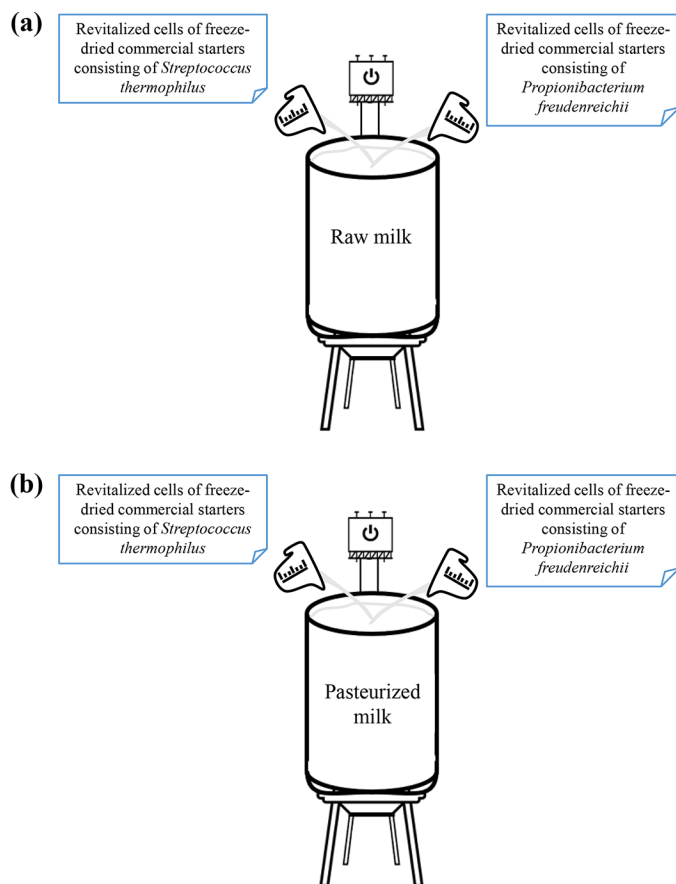 (a)
Revitalized cells of freeze-
dried commercial starters
consisting of Streptococcus
thermophilus
Revitalized cells of freeze-
dried commercial starters
consisting of
Propionibacterium
freudenreichii
Raw milk
(b)
Revitalized cells of freeze-
dried commercial starters
consisting of Streptococcus
thermophilus
Revitalized cells of freeze-
dried commercial starters
consisting of
Propionibacterium
freudenreichii
Pasteurized
milk